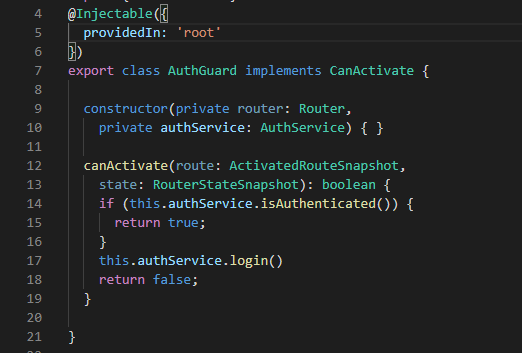 4 @Injectable({
5   providedIn: 'root'
6 })
7 export class AuthGuard implements CanActivate {
8
9   constructor(private router: Router,
10     private authService: AuthService) { }
11
12   canActivate(route: ActivatedRouteSnapshot,
13     state: RouterStateSnapshot): boolean {
14     if (this.authService.isAuthenticated()) {
15       return true;
16     }
17     this.authService.login()
18     return false;
19   }
20
21 }